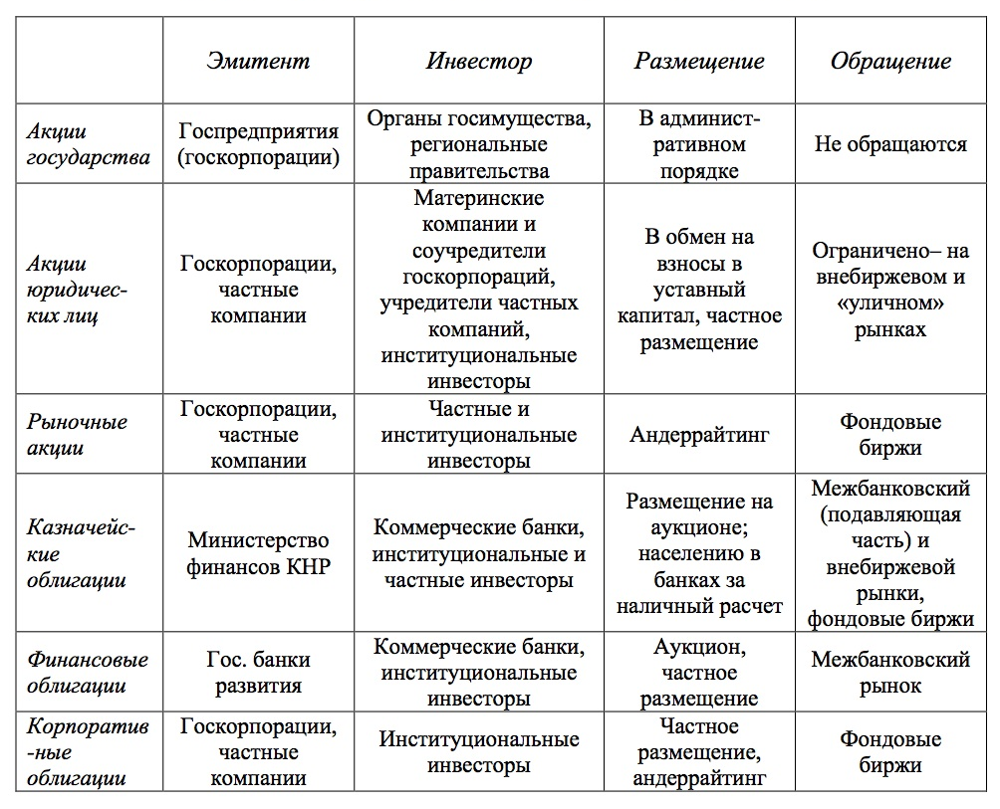 Эмитент
Инвестор
Размещение
Обращение
Акции
государства
Госпредприятия
(госкорпорации)
Органы госимущества,
региональные
правительства
В админист-
ративном
порядке
Не обращаются
Акции
юридичес-
ких лиц
Госкорпорации,
частные
компании
Материнские
компании и
соучредители
госкорпораций,
учредители частных
компаний,
институциональные
инвесторы
В обмен на
взносы в
уставный
капитал, частное
размещение
Ограничено– на
внебиржевом и
«уличном»
рынках
Рыночные
акции
Госкорпорации,
частные
компании
Частные и
институциональные
инвесторы
Андеррайтинг
Фондовые
биржи
Казначейс-
кие
облигации
Министерство
финансов КНР
Коммерческие банки,
институциональные и
частные инвесторы
Размещение на
аукционе;
населению в
банках за
наличный расчет
Межбанковский
(подавляющая
часть) и
внебиржевой
рынки,
фондовые биржи
Финансовые
облигации
Гос. банки
развития
Коммерческие банки,
институциональные
инвесторы
Аукцион,
частное
размещение
Межбанковский
рынок
Корпоратив
-ные
облигации
Госкорпорации,
частные
компании
Институциональные
инвесторы
Частное
размещение,
андеррайтинг
Фондовые
биржи